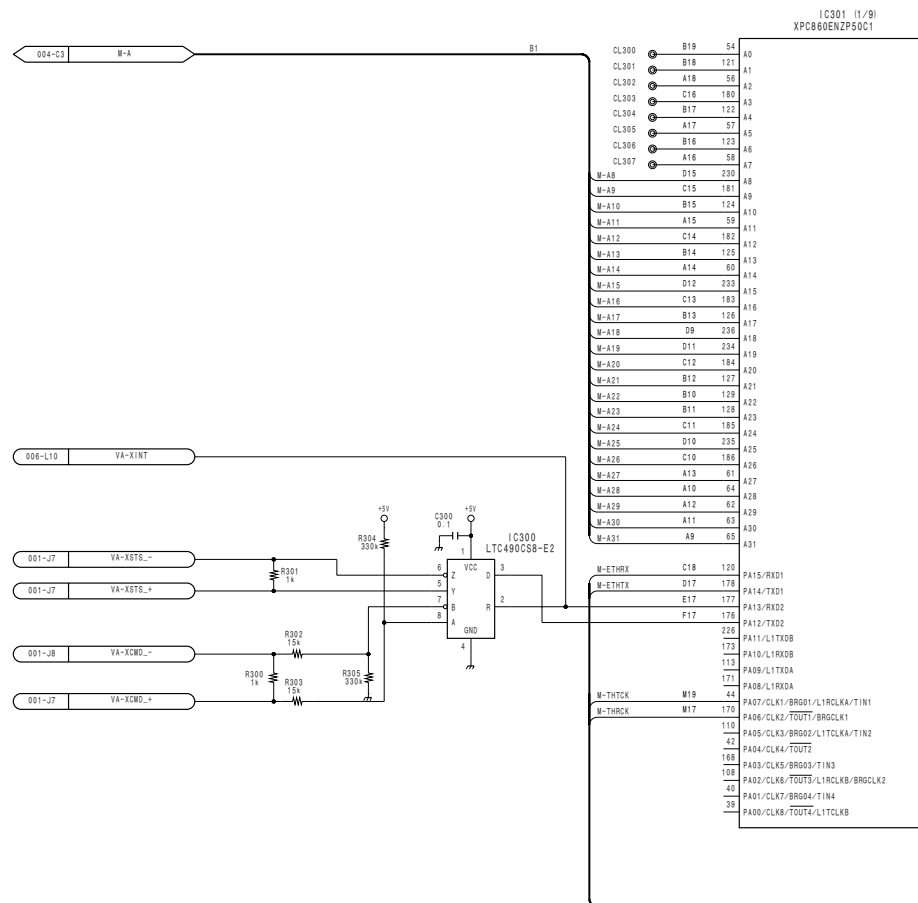 IC301 (1/9)
XPC860ENZP50C1
004-C3 M-A B1
CL300 B19 54 A0
CL301 B18 121 A1
CL302 A18 56 A2
CL303 C16 180 A3
CL304 B17 122 A4
CL305 A17 57 A5
CL306 B16 123 A6
CL307 A16 58 A7
M-A8 D15 230 A8
M-A9 C15 181 A9
M-A10 B15 124 A10
M-A11 A15 59 A11
M-A12 C14 182 A12
M-A13 B14 125 A13
M-A14 A14 60 A14
M-A15 D12 233 A15
M-A16 C13 183 A16
M-A17 B13 126 A17
M-A18 D9 236 A18
M-A19 D11 234 A19
M-A20 C12 184 A20
M-A21 B12 127 A21
M-A22 B10 129 A22
M-A23 B11 128 A23
M-A24 C11 185 A24
M-A25 D10 235 A25
M-A26 C10 186 A26
M-A27 A13 61 A27
M-A28 A10 64 A28
M-A29 A12 62 A29
M-A30 A11 63 A30
M-A31 A9 65 A31
006-L10 VA-XINT
+5V
+5V
C300
0.1
R304
330k
IC300
LTC490CS8-E2
1
VCC
001-J7 VA-XSTS_-
R301
1k
001-J7 VA-XSTS_+
6 Z D 3
5 Y
7 B R 2
8 A
GND
4
R302
15k
001-J8 VA-XCMD_-
R300
1k
R303
15k
R305
330k
001-J7 VA-XCMD_+
M-ETHRX C18 120 PA15/RXD1
M-ETHTX D17 178 PA14/TXD1
E17 177 PA13/RXD2
F17 176 PA12/TXD2
226 PA11/L1TXDB
173 PA10/L1RXDB
113 PA09/L1TXDA
171 PA08/L1RXDA
M-THTCK M19 44 PA07/CLK1/BRG01/L1RCLKA/TIN1
M-THRCK M17 170 PA06/CLK2/TOUT1/BRGCLK1
110 PA05/CLK3/BRG02/L1TCLKA/TIN2
42 PA04/CLK4/TOUT2
168 PA03/CLK5/BRG03/TIN3
108 PA02/CLK6/TOUT3/L1RCLKB/BRGCLK2
40 PA01/CLK7/BRG04/TIN4
39 PA00/CLK8/TOUT4/L1TCLKB